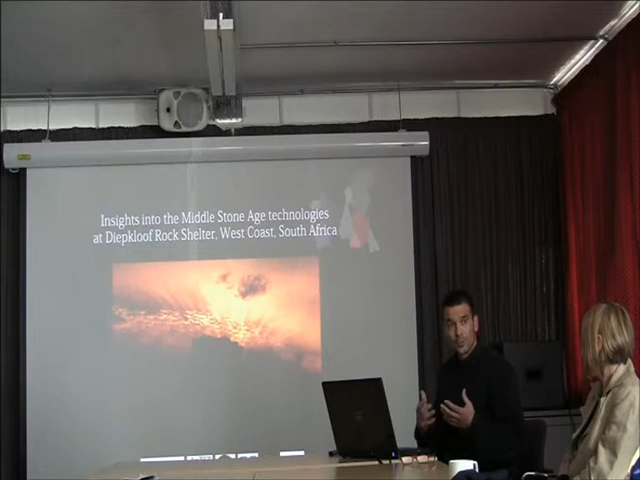 Insights into the Middle Stone Age technologies
at Diepkloof Rock Shelter, West Coast, South Africa